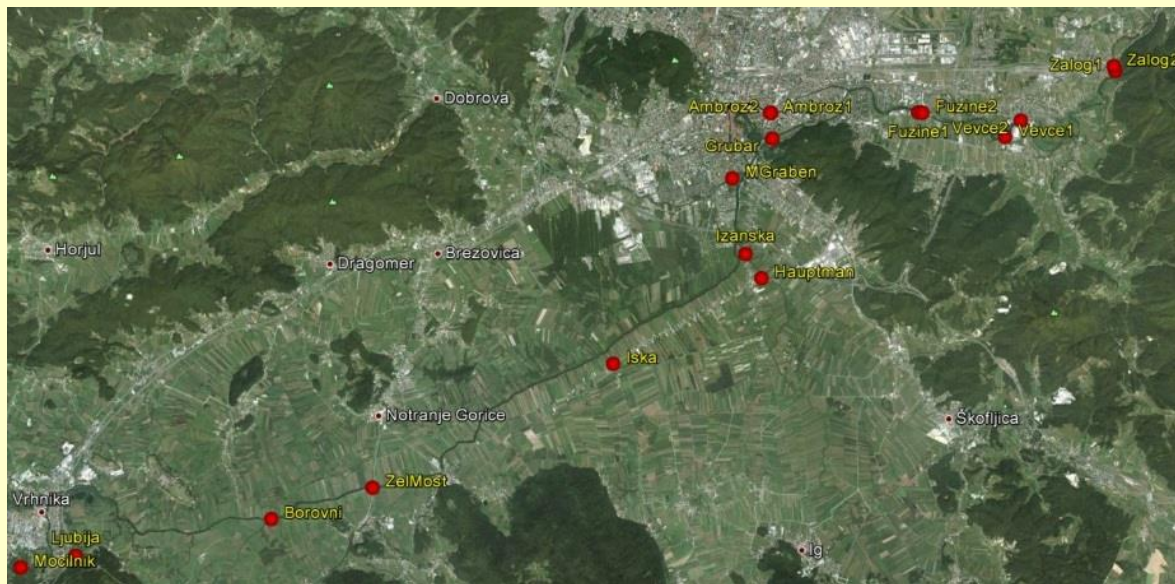 Zalog1 Zalog2
Dobrova
Ambroz2 Ambroz1 Fuzine2
Fuzine1 Vevce2 Vevce1
Grubar
MGraben
Horjul
Brezovica
Izanska
Dragomer
Hauptman
Iska
Notranje Gorice
Škofljica
ZelMost
Vrhnika
Borovni
Ljubija
Ig
Mocilnik